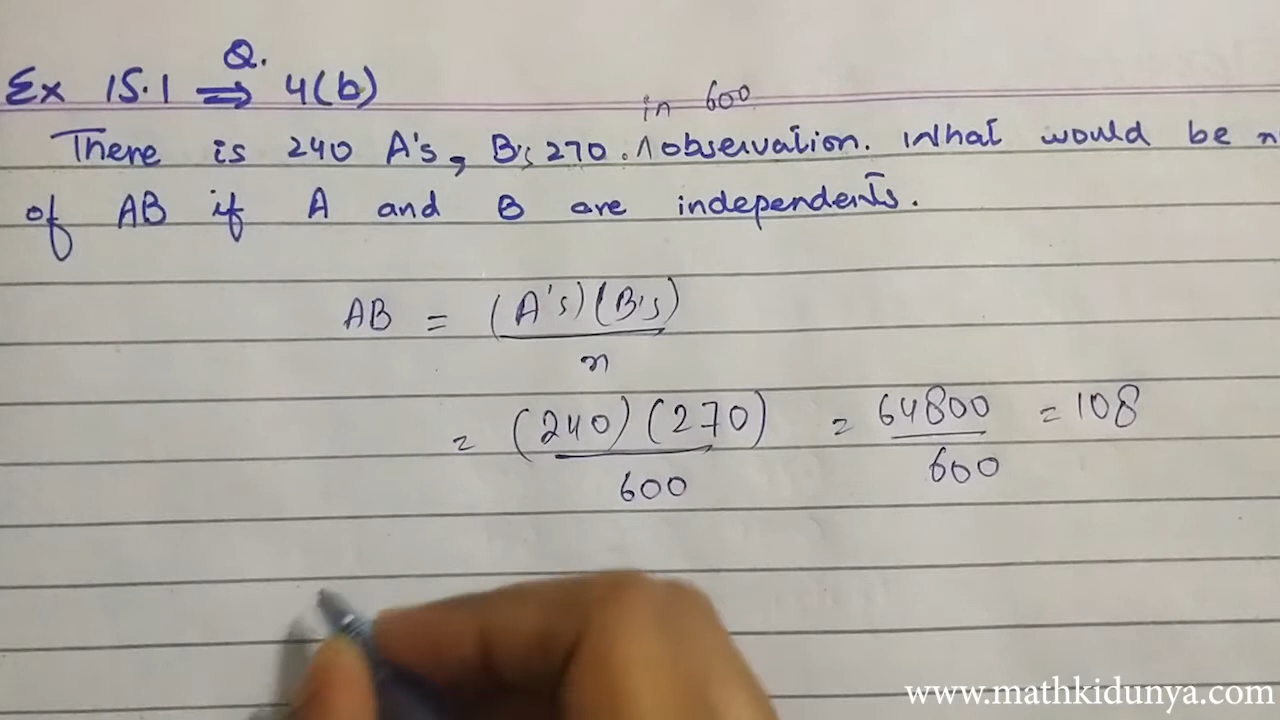 Ex 15.1 ⇒ Q. 4(b)
There is 240 A's, B's 270. in 600 observation. What would be n
of AB if A and B are independents.
AB = (A's)(B's) / n
= (240)(270) / 600 = 64800 / 600 = 108
www.mathkidunya.com